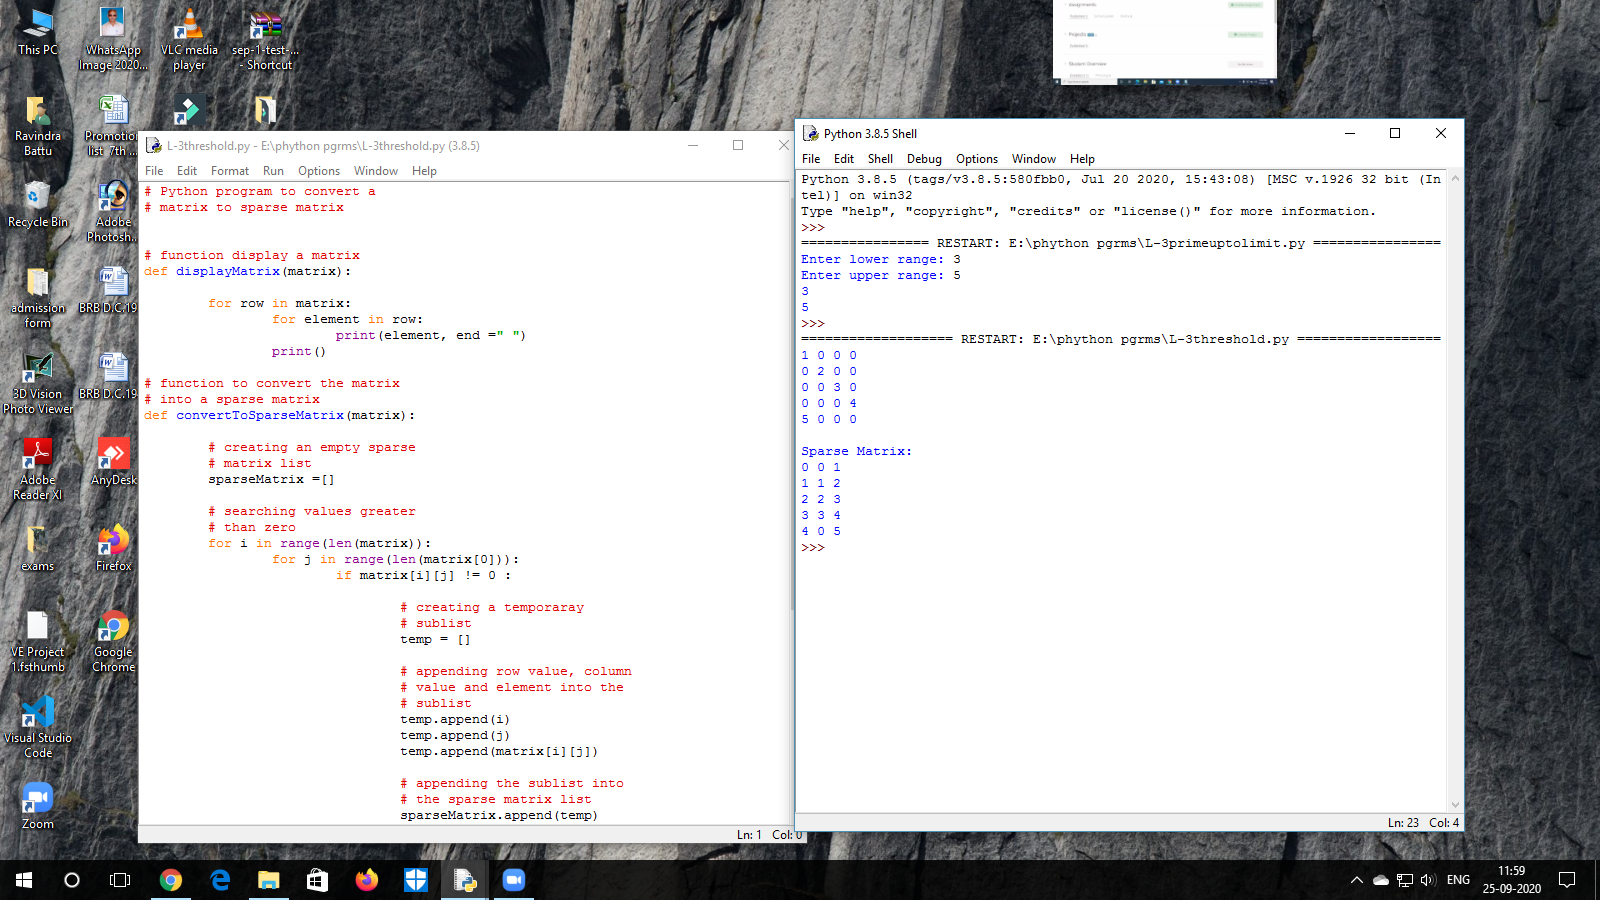 This PC
WhatsApp
Image 2020...
VLC media
player
sep-1-test-...
- Shortcut
Ravindra
Battu
Promotion
list_7th ...
Recycle Bin
Adobe
Photosh...
admission
form
BRB D.C.19
3D Vision
Photo Viewer
BRB D.C.19
Adobe
Reader XI
AnyDesk
exams
Firefox
VE Project
1.fsthumb
Google
Chrome
Visual Studio
Code
Zoom
L-3threshold.py - E:\phython pgrms\L-3threshold.py (3.8.5)
File Edit Format Run Options Window Help
# Python program to convert a
# matrix to sparse matrix
# function display a matrix
def displayMatrix(matrix):
for row in matrix:
for element in row:
print(element, end =" ")
print()
# function to convert the matrix
# into a sparse matrix
def convertToSparseMatrix(matrix):
# creating an empty sparse
# matrix list
sparseMatrix =[]
# searching values greater
# than zero
for i in range(len(matrix)):
for j in range(len(matrix[0])):
if matrix[i][j] != 0 :
# creating a temporaray
# sublist
temp = []
# appending row value, column
# value and element into the
# sublist
temp.append(i)
temp.append(j)
temp.append(matrix[i][j])
# appending the sublist into
# the sparse matrix list
sparseMatrix.append(temp)
Ln: 1 Col: 0
Python 3.8.5 Shell
File Edit Shell Debug Options Window Help
Python 3.8.5 (tags/v3.8.5:580fbb0, Jul 20 2020, 15:43:08) [MSC v.1926 32 bit (In
tel)] on win32
Type "help", "copyright", "credits" or "license()" for more information.
>>>
================ RESTART: E:\phython pgrms\L-3primeuptolimit.py ================
Enter lower range: 3
Enter upper range: 5
3
5
>>>
=================== RESTART: E:\phython pgrms\L-3threshold.py ==================
1 0 0 0
0 2 0 0
0 0 3 0
0 0 0 4
5 0 0 0
Sparse Matrix:
0 0 1
1 1 2
2 2 3
3 3 4
4 0 5
>>>
Ln: 23 Col: 4
ENG
11:59
25-09-2020